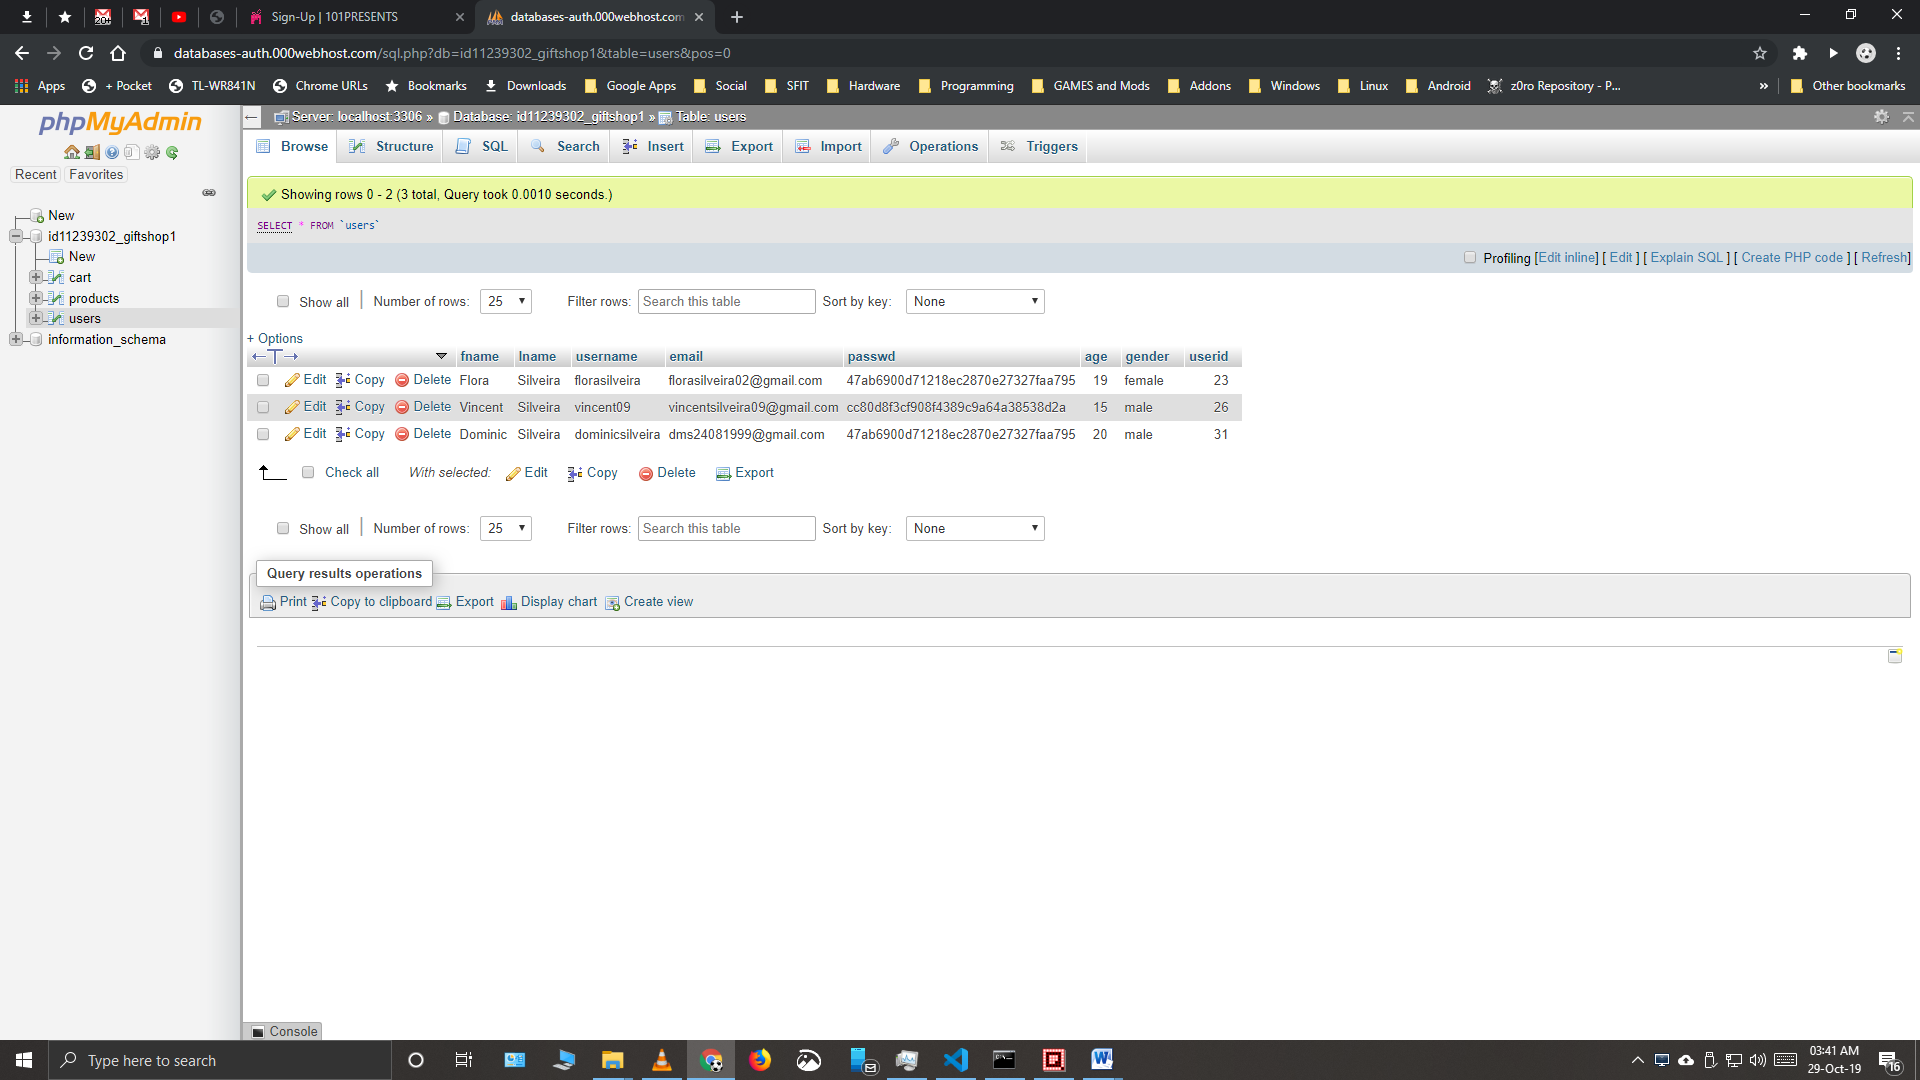 Sign-Up | 101PRESENTS
databases-auth.000webhost.com
databases-auth.000webhost.com/sql.php?db=id11239302_giftshop1&table=users&pos=0
Apps + Pocket TL-WR841N Chrome URLs Bookmarks Downloads Google Apps Social SFIT Hardware Programming GAMES and Mods Addons Windows Linux Android z0ro Repository - P... » Other bookmarks
phpMyAdmin
Recent Favorites
New
id11239302_giftshop1
New
cart
products
users
information_schema
Server: localhost:3306 » Database: id11239302_giftshop1 » Table: users
Browse Structure SQL Search Insert Export Import Operations Triggers
Showing rows 0 - 2 (3 total, Query took 0.0010 seconds.)
SELECT * FROM `users`
Profiling [Edit inline] [ Edit ] [ Explain SQL ] [ Create PHP code ] [ Refresh]
Show all | Number of rows: 25 Filter rows: Search this table Sort by key: None
+ Options
fname lname username email passwd age gender userid
Edit Copy Delete Flora Silveira florasilveira florasilveira02@gmail.com 47ab6900d71218ec2870e27327faa795 19 female 23
Edit Copy Delete Vincent Silveira vincent09 vincentsilveira09@gmail.com cc80d8f3cf908f4389c9a64a38538d2a 15 male 26
Edit Copy Delete Dominic Silveira dominicsilveira dms24081999@gmail.com 47ab6900d71218ec2870e27327faa795 20 male 31
Check all With selected: Edit Copy Delete Export
Show all | Number of rows: 25 Filter rows: Search this table Sort by key: None
Query results operations
Print Copy to clipboard Export Display chart Create view
Console
Type here to search
03:41 AM
29-Oct-19
16